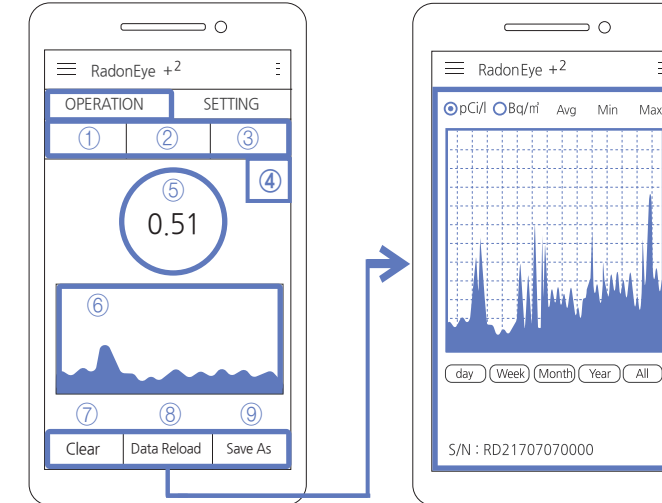 RadonEye +2
OPERATION SETTING
① ② ③
④
⑤
0.51
⑥
⑦ ⑧ ⑨
Clear Data Reload Save As
RadonEye +2
pCi/l Bq/㎥ Avg Min Max
day Week Month Year All
S/N : RD21707070000